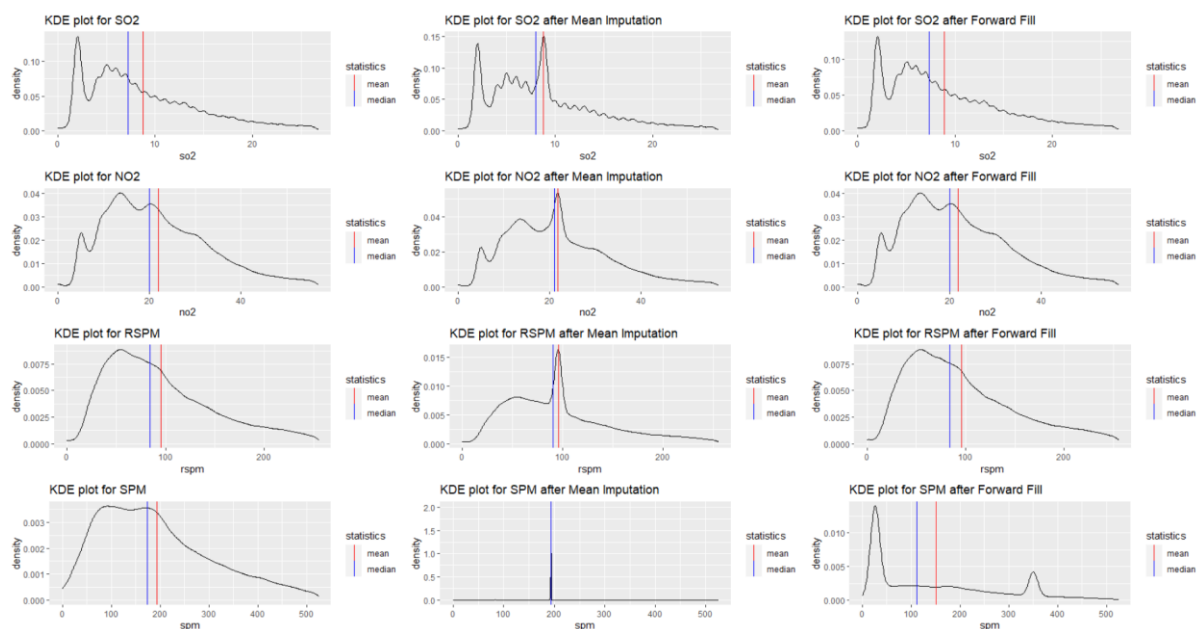 KDE plot for SO2
density
0.10
0.05
0.00
0
10
20
so2
statistics
mean
median
KDE plot for SO2 after Mean Imputation
density
0.15
0.10
0.05
0.00
0
10
20
so2
statistics
mean
median
KDE plot for SO2 after Forward Fill
density
0.10
0.05
0.00
0
10
20
so2
statistics
mean
median
KDE plot for NO2
density
0.04
0.03
0.02
0.01
0.00
0
20
40
no2
statistics
mean
median
KDE plot for NO2 after Mean Imputation
density
0.04
0.02
0.00
0
20
40
no2
statistics
mean
median
KDE plot for NO2 after Forward Fill
density
0.04
0.03
0.02
0.01
0.00
0
20
40
no2
statistics
mean
median
KDE plot for RSPM
density
0.0075
0.0050
0.0025
0.0000
0
100
200
rspm
statistics
mean
median
KDE plot for RSPM after Mean Imputation
density
0.015
0.010
0.005
0.000
0
100
200
rspm
statistics
mean
median
KDE plot for RSPM after Forward Fill
density
0.0075
0.0050
0.0025
0.0000
0
100
200
rspm
statistics
mean
median
KDE plot for SPM
density
0.003
0.002
0.001
0.000
0
100
200
300
400
500
spm
statistics
mean
median
KDE plot for SPM after Mean Imputation
density
2.0
1.5
1.0
0.5
0.0
0
100
200
300
400
500
spm
statistics
mean
median
KDE plot for SPM after Forward Fill
density
0.010
0.005
0.000
0
100
200
300
400
500
spm
statistics
mean
median